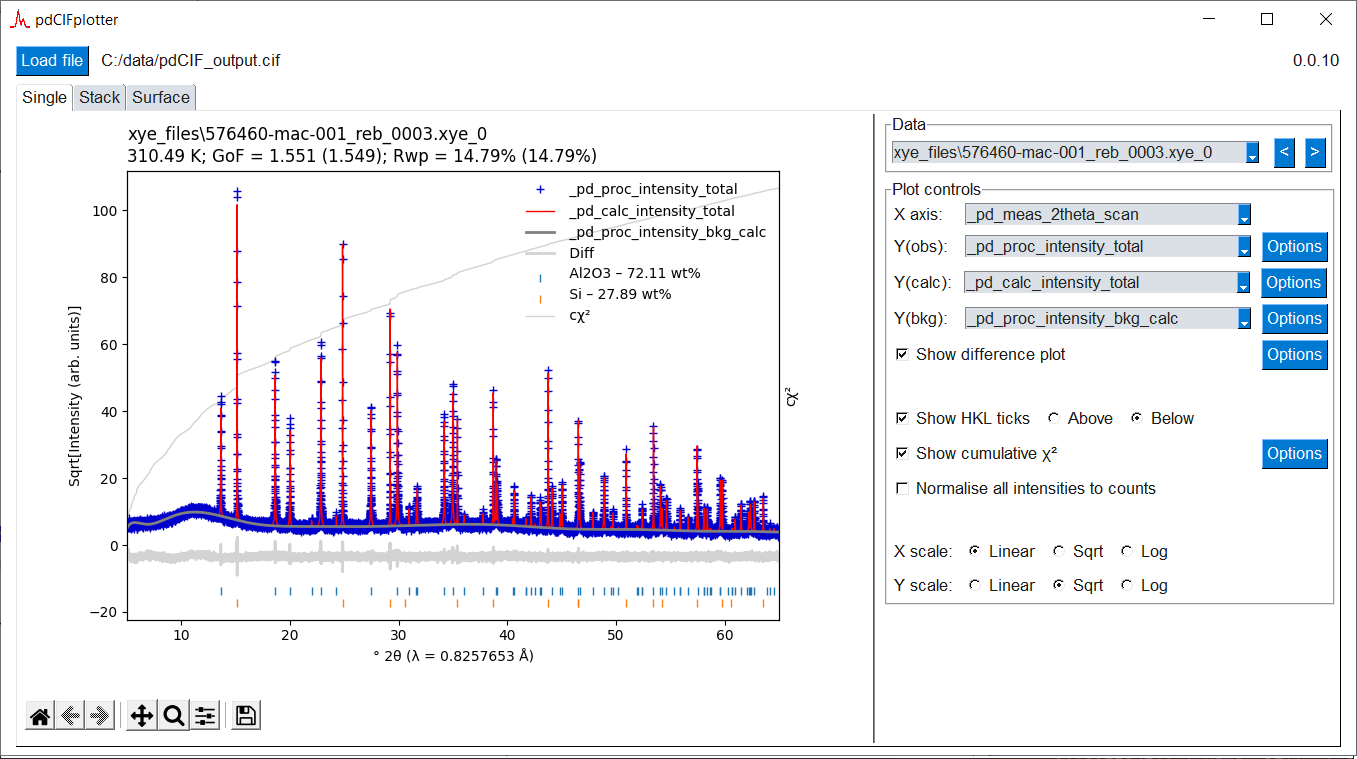 pdCIFplotter
Load file C:/data/pdCIF_output.cif 0.0.10
Single Stack Surface
xye_files\576460-mac-001_reb_0003.xye_0
310.49 K; GoF = 1.551 (1.549); Rwp = 14.79% (14.79%)
_pd_proc_intensity_total
_pd_calc_intensity_total
_pd_proc_intensity_bkg_calc
Diff
Al2O3 – 72.11 wt%
Si – 27.89 wt%
cχ²
Sqrt[Intensity (arb. units)]
100
80
60
40
20
0
−20
10 20 30 40 50 60
° 2θ (λ = 0.8257653 Å)
cχ²
Data
xye_files\576460-mac-001_reb_0003.xye_0 < >
Plot controls
X axis: _pd_meas_2theta_scan
Y(obs): _pd_proc_intensity_total Options
Y(calc): _pd_calc_intensity_total Options
Y(bkg): _pd_proc_intensity_bkg_calc Options
Show difference plot Options
Show HKL ticks Above Below
Show cumulative χ² Options
Normalise all intensities to counts
X scale: Linear Sqrt Log
Y scale: Linear Sqrt Log